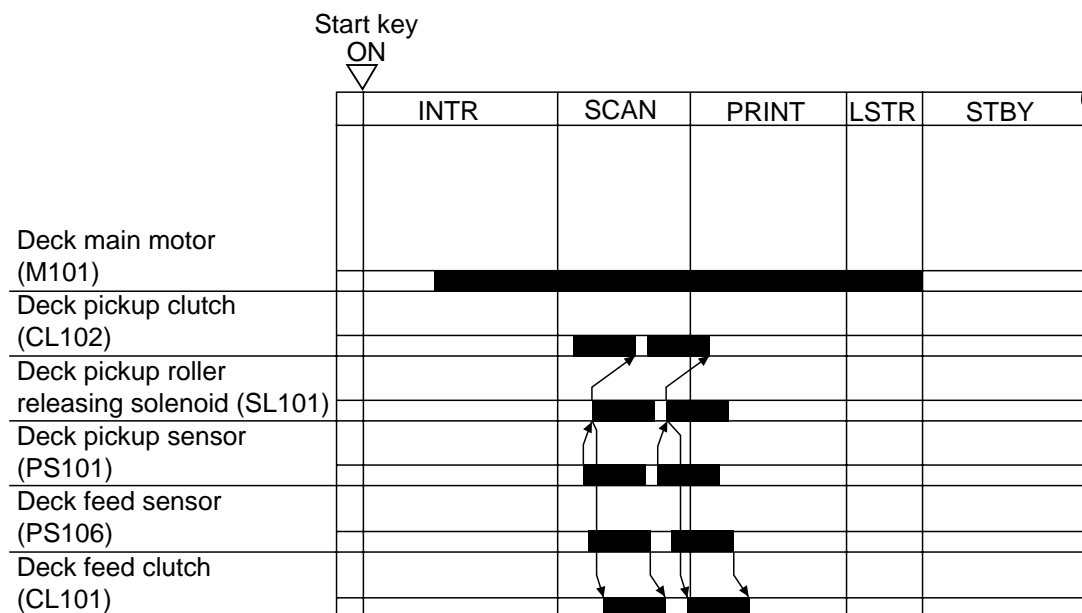 Start key
ON
INTR SCAN PRINT LSTR STBY
Deck main motor
(M101)
Deck pickup clutch
(CL102)
Deck pickup roller
releasing solenoid (SL101)
Deck pickup sensor
(PS101)
Deck feed sensor
(PS106)
Deck feed clutch
(CL101)